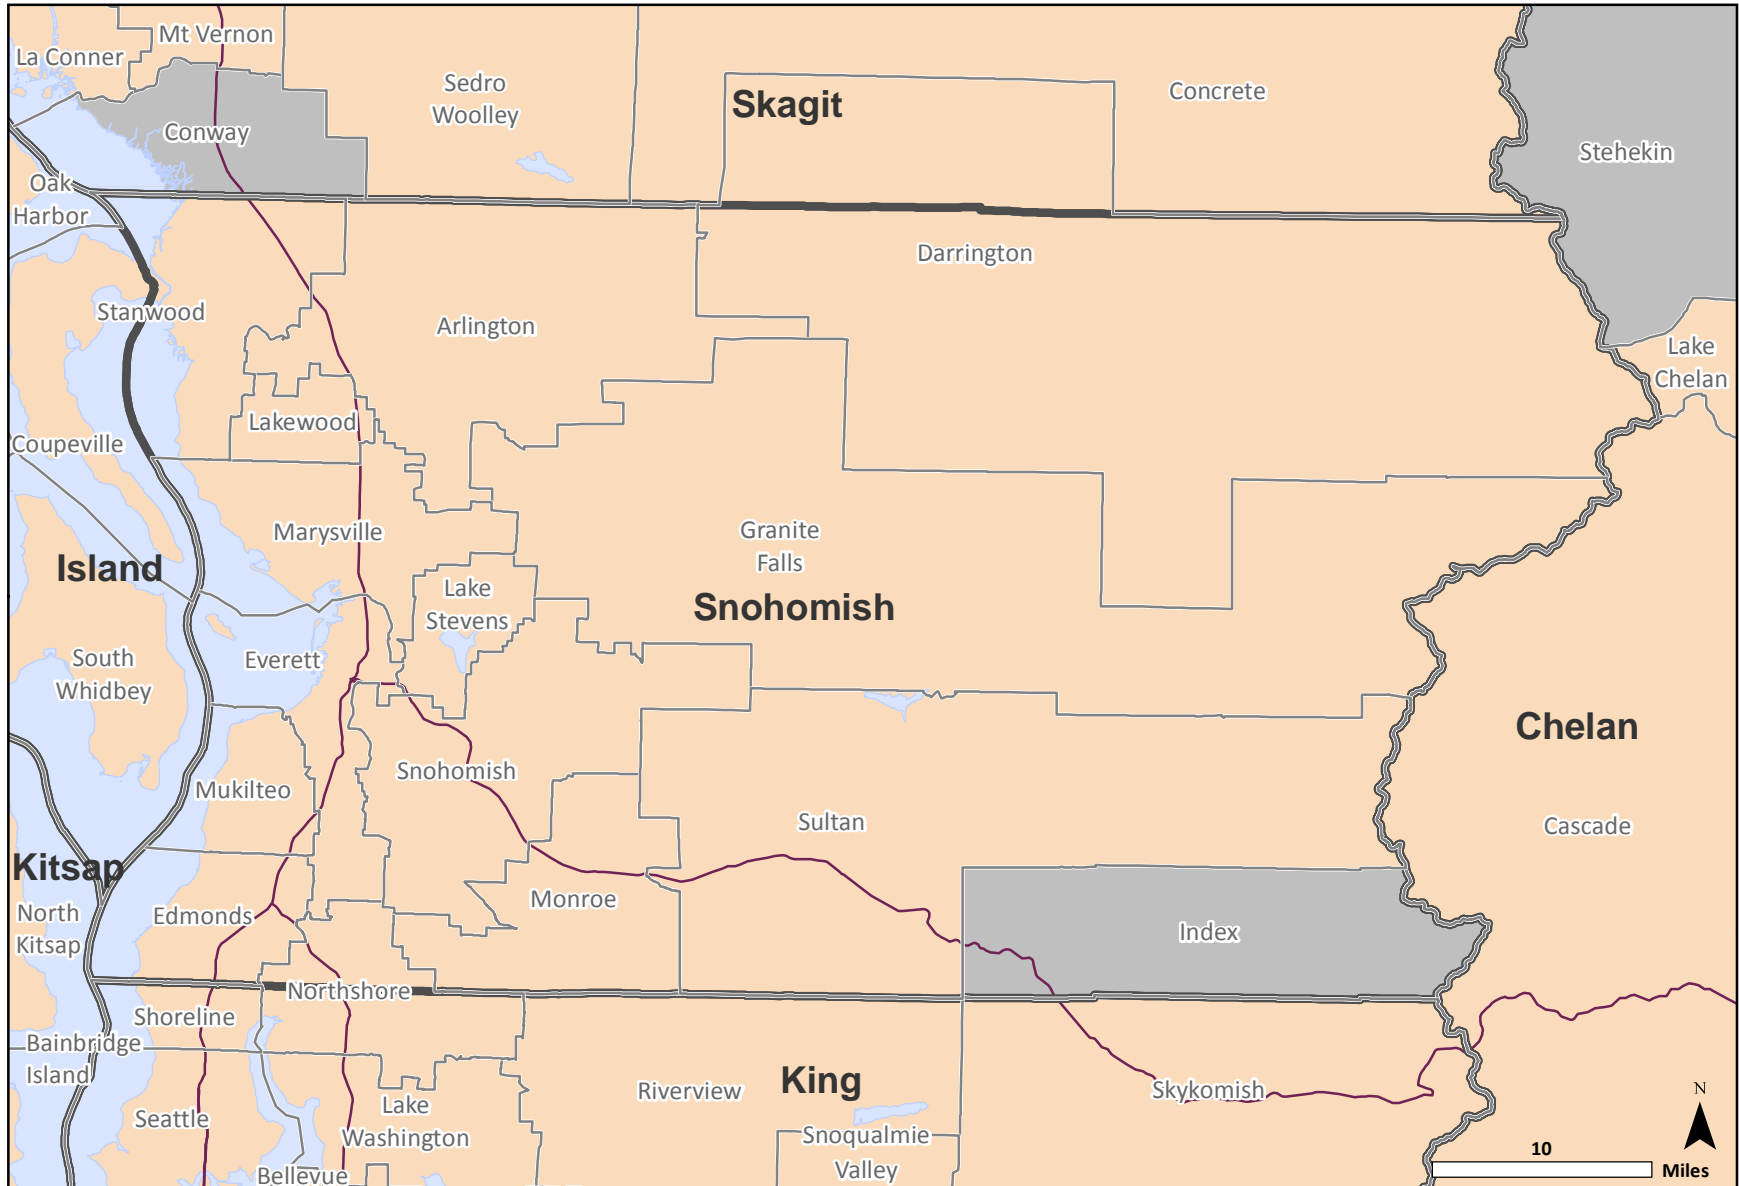 Mt Vernon
La Conner
Sedro
Woolley
Skagit
Concrete
Conway
Stehekin
Oak
Harbor
Darrington
Stanwood
Arlington
Lake
Chelan
Lakewood
Coupeville
Marysville
Granite
Falls
Island
Lake
Stevens
Snohomish
South
Whidbey
Everett
Chelan
Snohomish
Mukilteo
Sultan
Cascade
Kitsap
North
Kitsap
Edmonds
Monroe
Index
Northshore
Shoreline
Bainbridge
Island
King
Riverview
Skykomish
Seattle
Lake
Washington
Snoqualmie
Valley
Bellevue
N
10
Miles